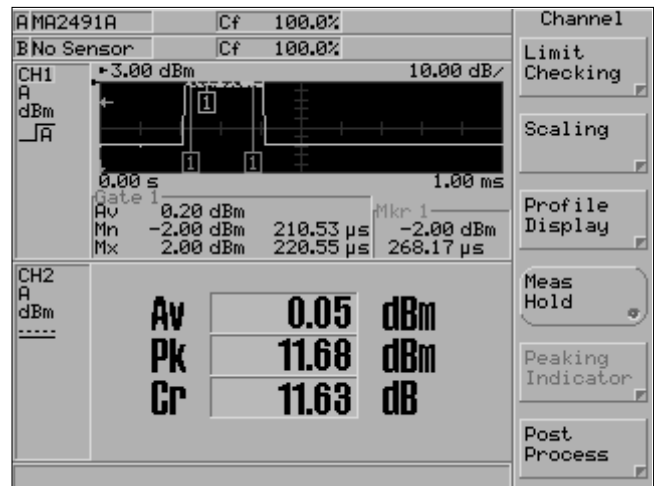 A MA2491A Cf 100.0%
B No Sensor Cf 100.0%
CH1
A
dBm
A
3.00 dBm 10.00 dB/
1
1 1
0.00 s 1.00 ms
Gate 1
Av 0.20 dBm
Mn -2.00 dBm 210.53 µs
Mx 2.00 dBm 220.55 µs
Mkr 1
-2.00 dBm
268.17 µs
CH2
A
dBm
Av 0.05 dBm
Pk 11.68 dBm
Cr 11.63 dB
Channel
Limit
Checking
Scaling
Profile
Display
Meas
Hold
Peaking
Indicator
Post
Process